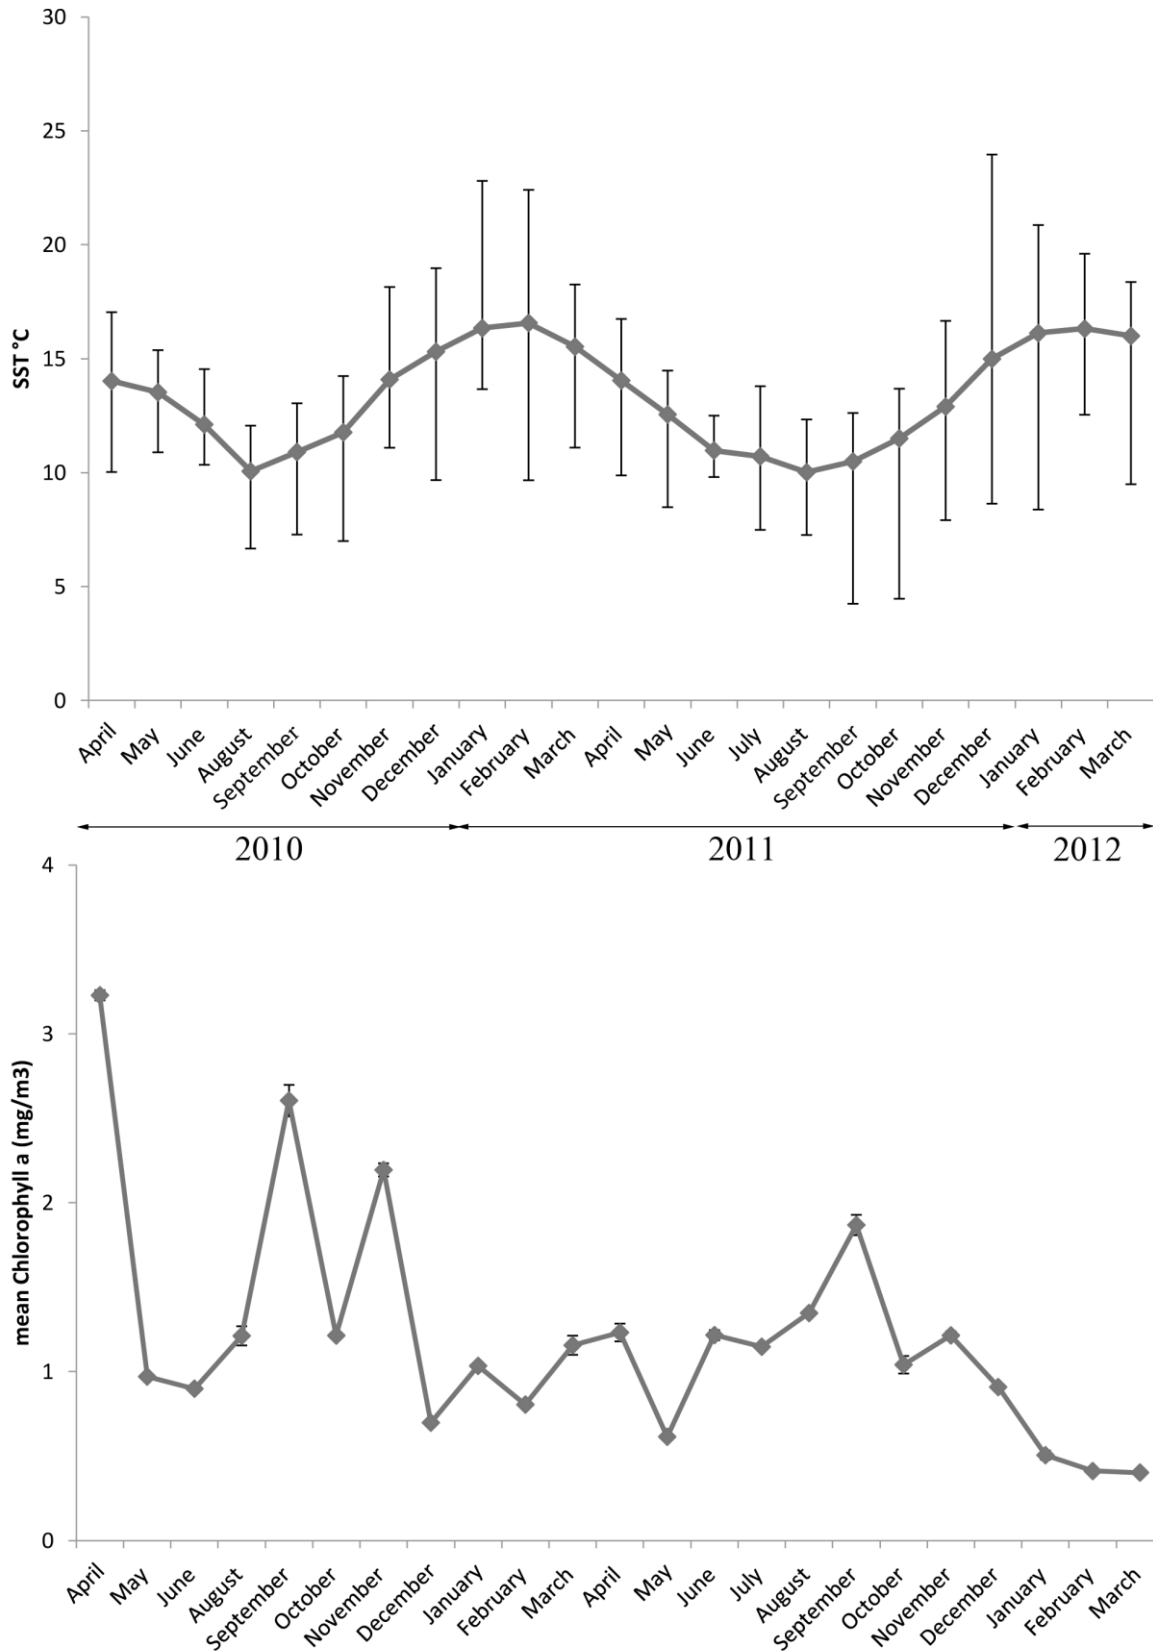 30
25
20
15
10
5
0
SST °C
April
May
June
August
September
October
November
December
January
February
March
April
May
June
July
August
September
October
November
December
January
February
March
2010
2011
2012
4
3
2
1
0
mean Chlorophyll a (mg/m3)
April
May
June
August
September
October
November
December
January
February
March
April
May
June
July
August
September
October
November
December
January
February
March